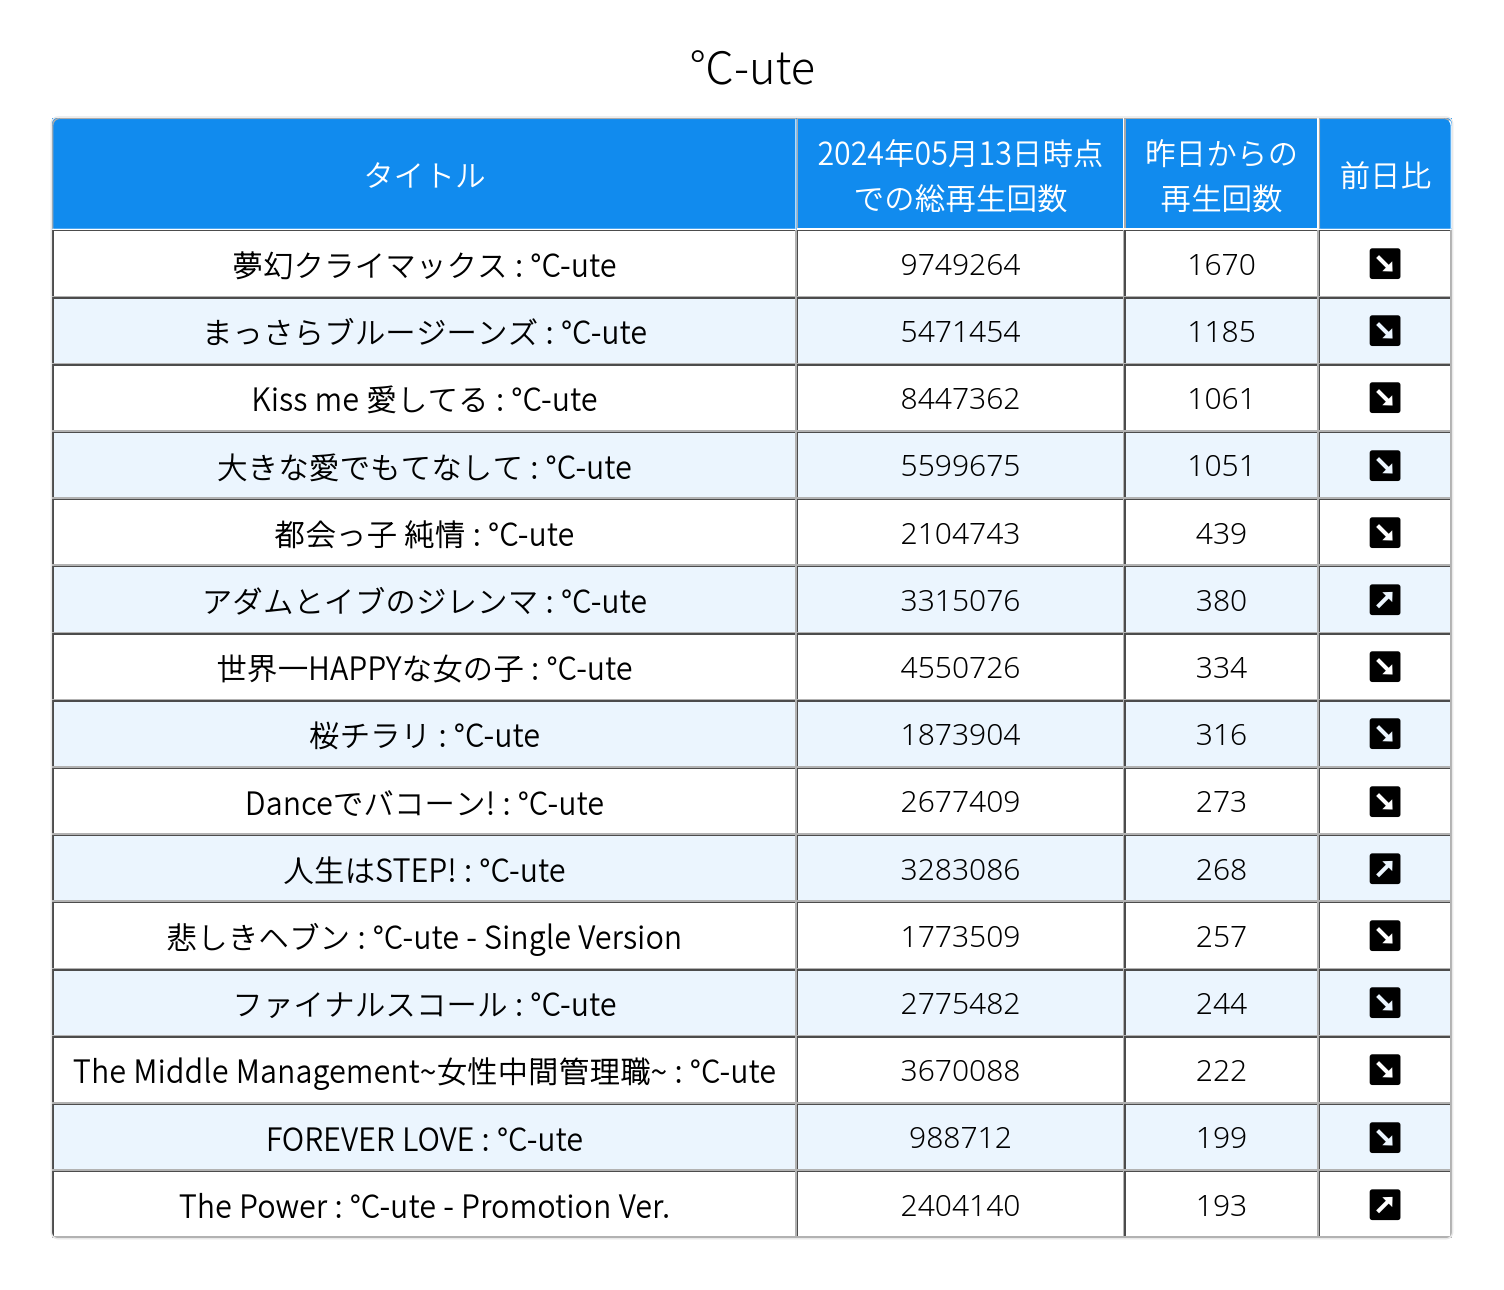 ℃-ute
タイトル 2024年05月13日時点での総再生回数 昨日からの再生回数 前日比
夢幻クライマックス : ℃-ute 9749264 1670 ↘
まっさらブルージーンズ : ℃-ute 5471454 1185 ↘
Kiss me 愛してる : ℃-ute 8447362 1061 ↘
大きな愛でもてなして : ℃-ute 5599675 1051 ↘
都会っ子 純情 : ℃-ute 2104743 439 ↘
アダムとイブのジレンマ : ℃-ute 3315076 380 ↗
世界一HAPPYな女の子 : ℃-ute 4550726 334 ↘
桜チラリ : ℃-ute 1873904 316 ↘
Danceでバコーン! : ℃-ute 2677409 273 ↘
人生はSTEP! : ℃-ute 3283086 268 ↗
悲しきヘブン : ℃-ute - Single Version 1773509 257 ↘
ファイナルスコール : ℃-ute 2775482 244 ↘
The Middle Management~女性中間管理職~ : ℃-ute 3670088 222 ↘
FOREVER LOVE : ℃-ute 988712 199 ↘
The Power : ℃-ute - Promotion Ver. 2404140 193 ↗